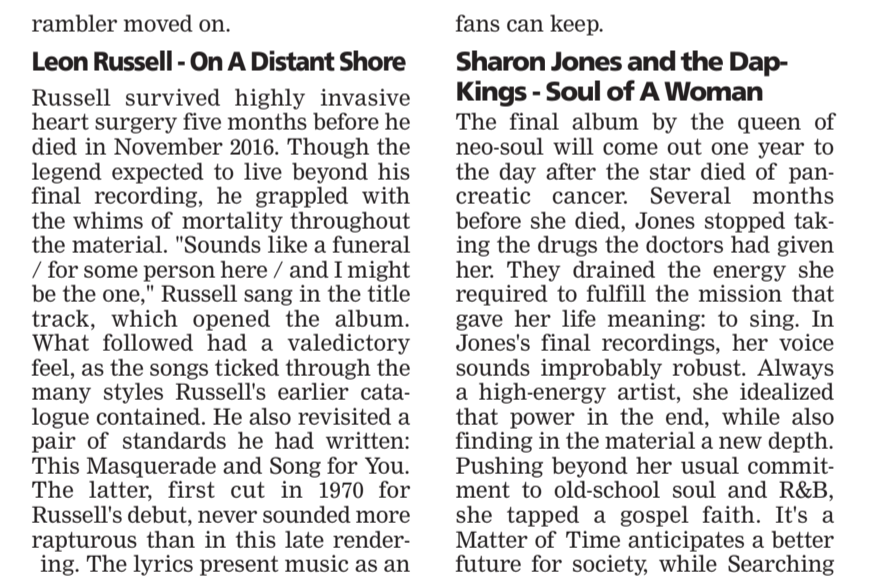 rambler moved on.
Leon Russell - On A Distant Shore
Russell survived highly invasive
heart surgery five months before he
died in November 2016. Though the
legend expected to live beyond his
final recording, he grappled with
the whims of mortality throughout
the material. "Sounds like a funeral
/ for some person here / and I might
be the one," Russell sang in the title
track, which opened the album.
What followed had a valedictory
feel, as the songs ticked through the
many styles Russell's earlier cata-
logue contained. He also revisited a
pair of standards he had written:
This Masquerade and Song for You.
The latter, first cut in 1970 for
Russell's debut, never sounded more
rapturous than in this late render-
ing. The lyrics present music as an
fans can keep.
Sharon Jones and the Dap-
Kings - Soul of A Woman
The final album by the queen of
neo-soul will come out one year to
the day after the star died of pan-
creatic cancer. Several months
before she died, Jones stopped tak-
ing the drugs the doctors had given
her. They drained the energy she
required to fulfill the mission that
gave her life meaning: to sing. In
Jones's final recordings, her voice
sounds improbably robust. Always
a high-energy artist, she idealized
that power in the end, while also
finding in the material a new depth.
Pushing beyond her usual commit-
ment to old-school soul and R&B,
she tapped a gospel faith. It's a
Matter of Time anticipates a better
future for society, while Searching